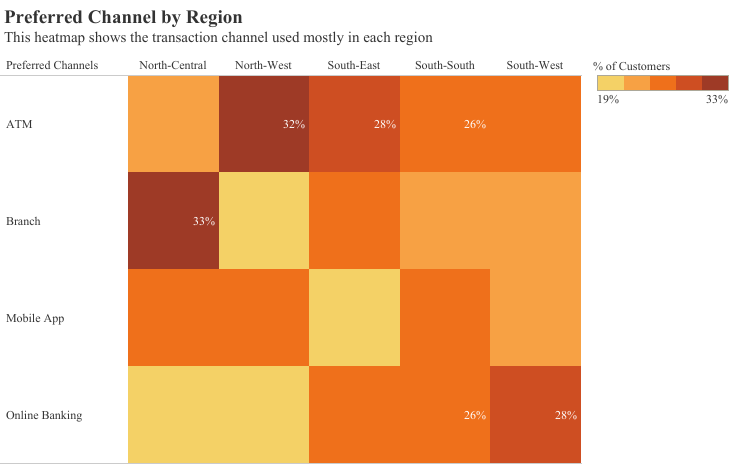 Preferred Channel by Region
This heatmap shows the transaction channel used mostly in each region
Preferred Channels North-Central North-West South-East South-South South-West
% of Customers
19% 33%
ATM 32% 28% 26%
Branch 33%
Mobile App
Online Banking 26% 28%